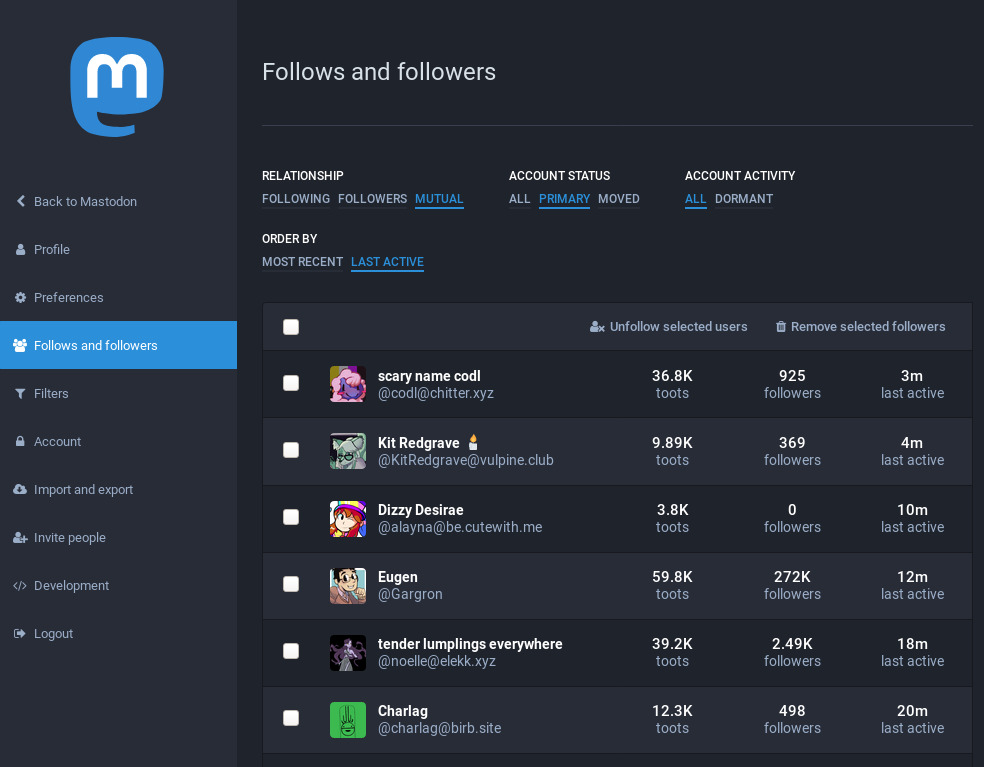 m
Back to Mastodon
Profile
Preferences
Follows and followers
Filters
Account
Import and export
Invite people
Development
Logout
Follows and followers
RELATIONSHIP
FOLLOWING FOLLOWERS MUTUAL
ACCOUNT STATUS
ALL PRIMARY MOVED
ACCOUNT ACTIVITY
ALL DORMANT
ORDER BY
MOST RECENT LAST ACTIVE
Unfollow selected users Remove selected followers
scary name codl 36.8K 925 3m
@codl@chitter.xyz toots followers last active
Kit Redgrave 🕯 9.89K 369 4m
@KitRedgrave@vulpine.club toots followers last active
Dizzy Desirae 3.8K 0 10m
@alayna@be.cutewith.me toots followers last active
Eugen 59.8K 272K 12m
@Gargron toots followers last active
tender lumplings everywhere 39.2K 2.49K 18m
@noelle@elekk.xyz toots followers last active
Charlag 12.3K 498 20m
@charlag@birb.site toots followers last active